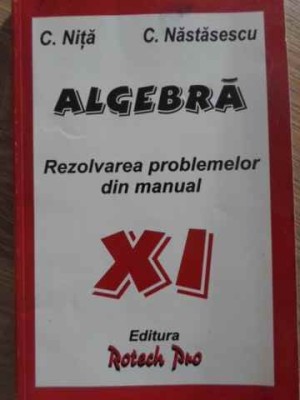 C. Niță C. Năstăsescu
ALGEBRĂ
Rezolvarea problemelor
din manual
XI
Editura
Rotech Pro